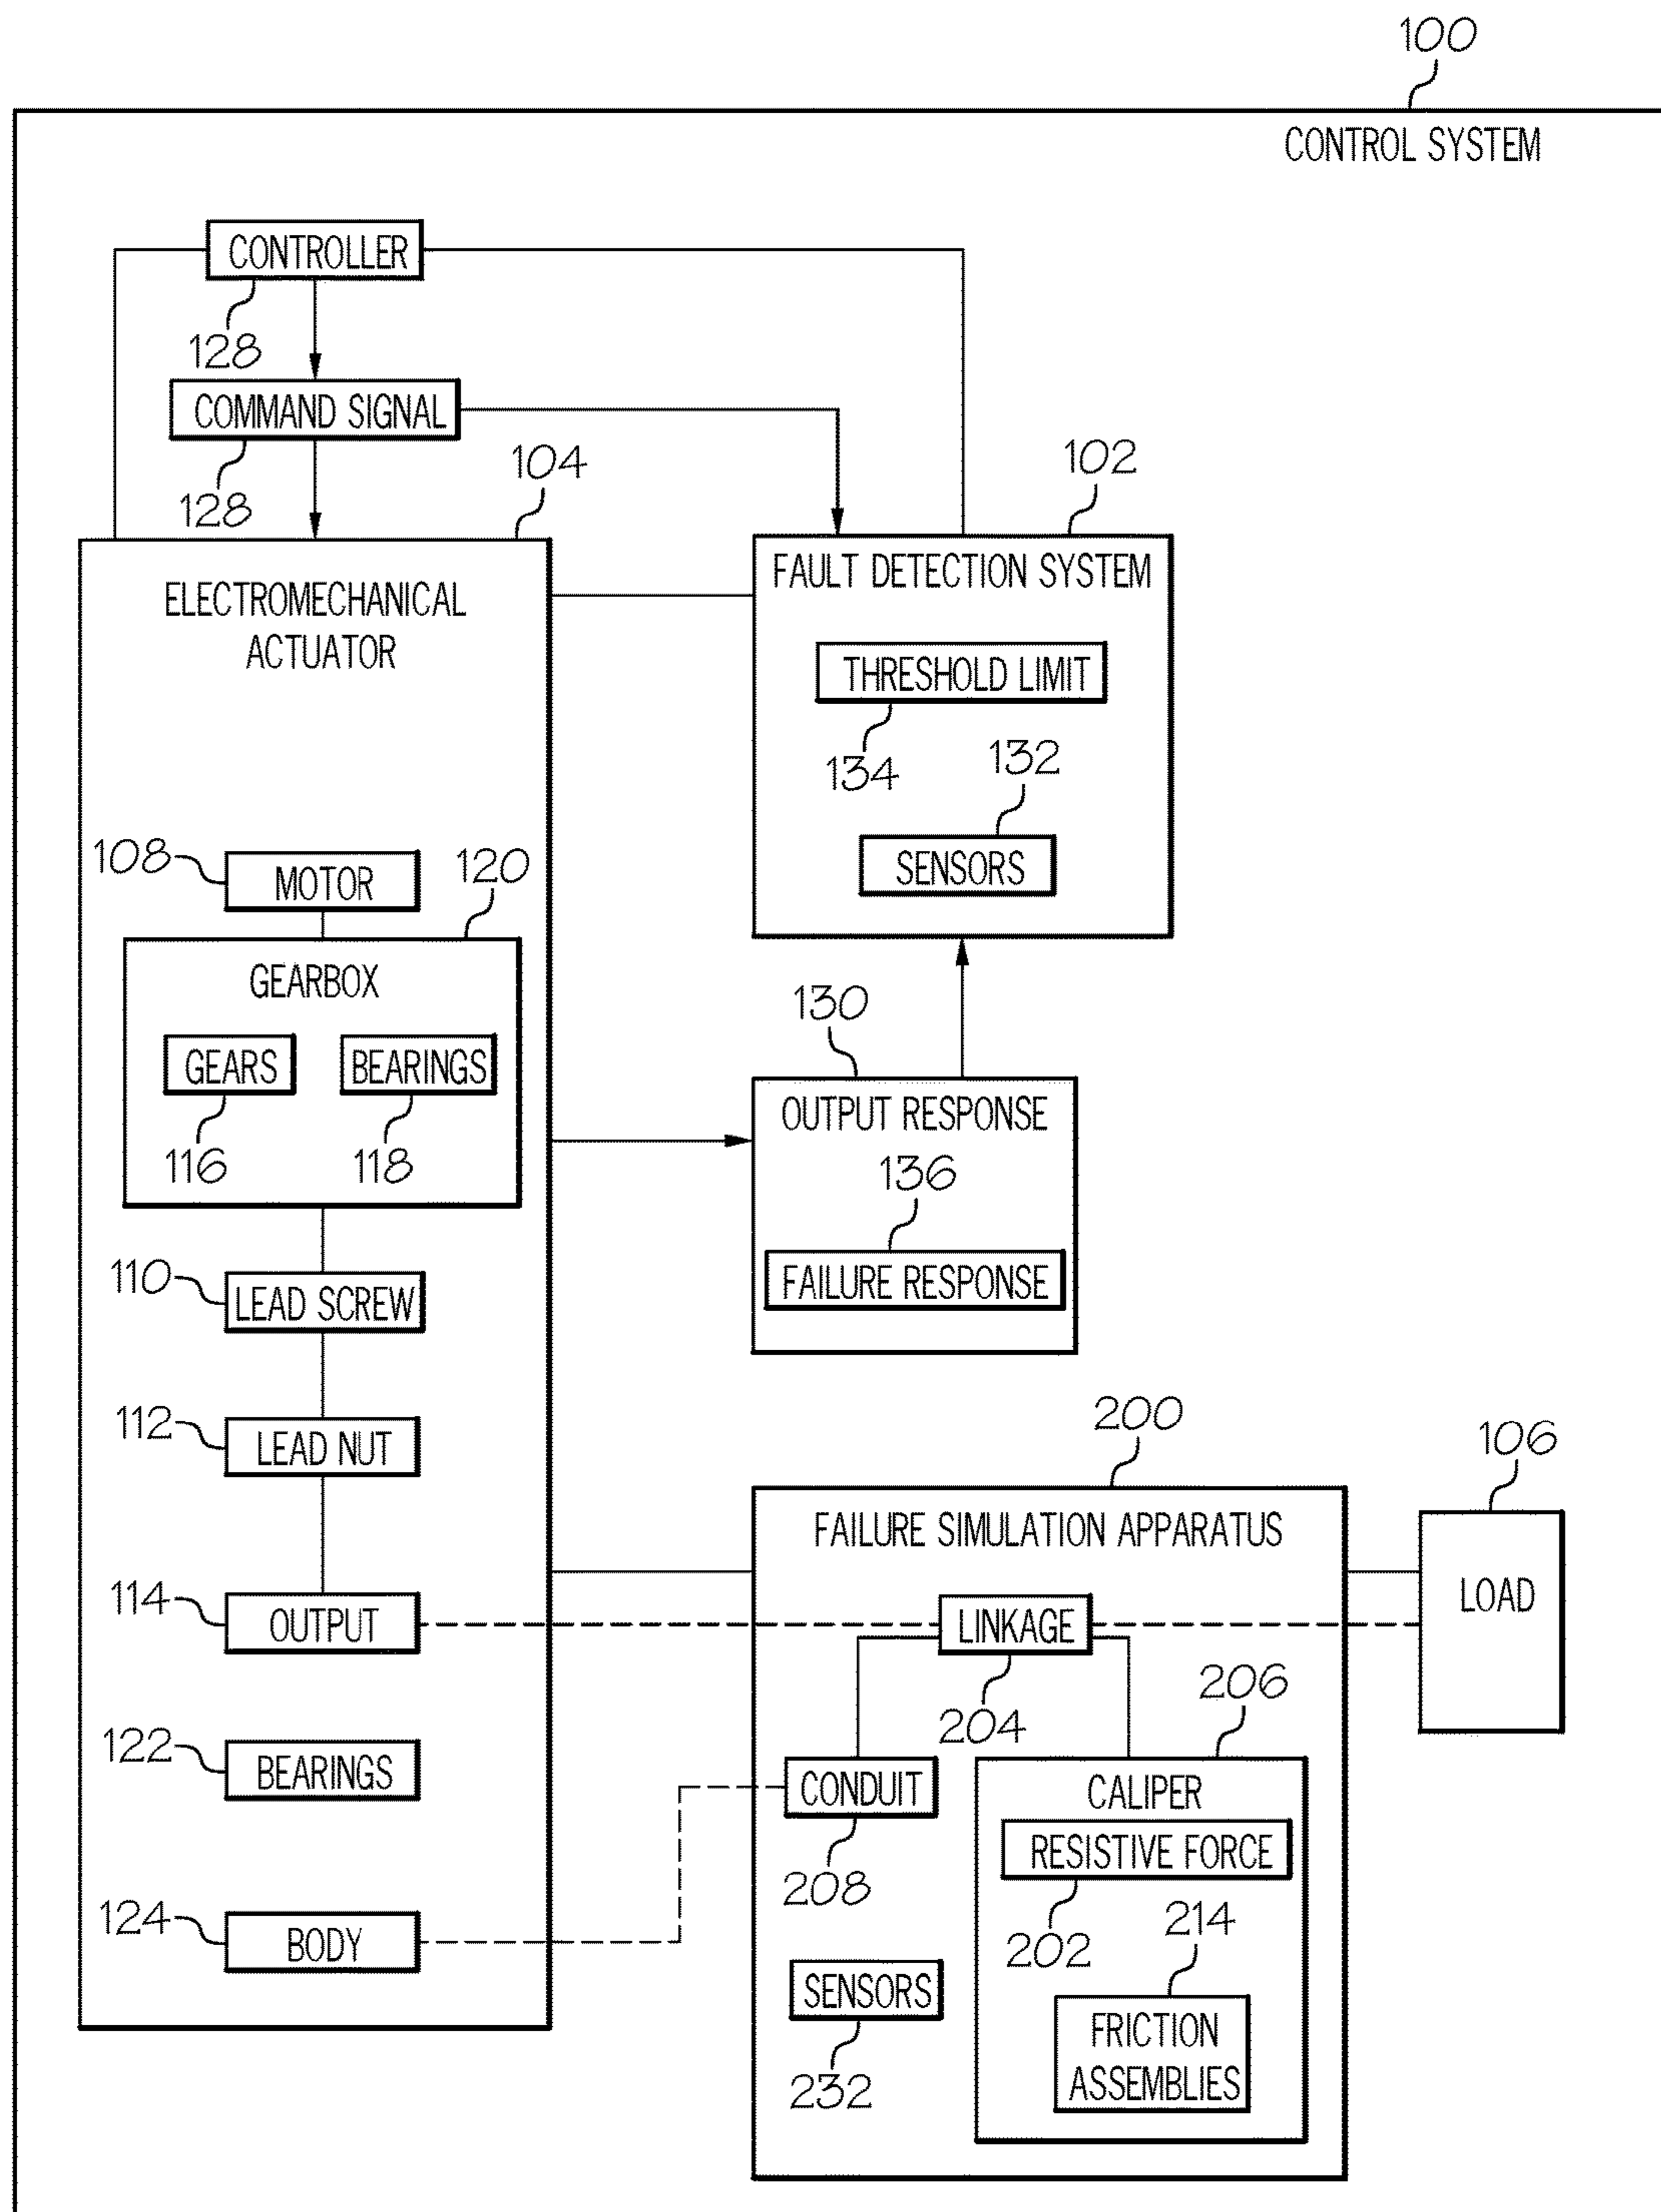 100
CONTROL SYSTEM
CONTROLLER
128
COMMAND SIGNAL
128
104
ELECTROMECHANICAL
ACTUATOR
108
MOTOR
120
GEARBOX
GEARS
BEARINGS
116
118
110
LEAD SCREW
112
LEAD NUT
114
OUTPUT
122
BEARINGS
124
BODY
102
FAULT DETECTION SYSTEM
THRESHOLD LIMIT
134
132
SENSORS
130
OUTPUT RESPONSE
136
FAILURE RESPONSE
200
FAILURE SIMULATION APPARATUS
LINKAGE
204
CONDUIT
208
SENSORS
232
206
CALIPER
RESISTIVE FORCE
202
214
FRICTION
ASSEMBLIES
106
LOAD